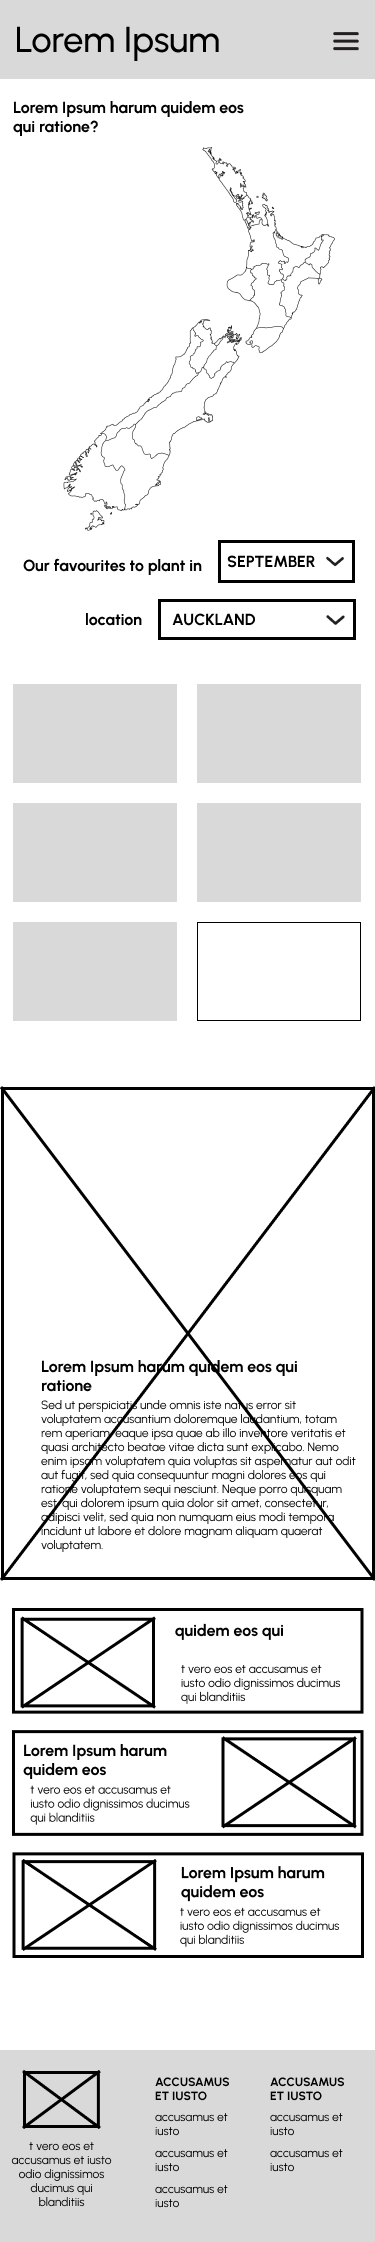 Lorem Ipsum
Lorem Ipsum harum quidem eos
qui ratione?
Our favourites to plant in
SEPTEMBER
location
AUCKLAND
Lorem Ipsum harum quidem eos qui
ratione
Sed ut perspiciatis unde omnis iste natus error sit
voluptatem accusantium doloremque laudantium, totam
rem aperiam, eaque ipsa quae ab illo inventore veritatis et
quasi architecto beatae vitae dicta sunt explicabo. Nemo
enim ipsam voluptatem quia voluptas sit aspernatur aut odit
aut fugit, sed quia consequuntur magni dolores eos qui
ratione voluptatem sequi nesciunt. Neque porro quisquam
est, qui dolorem ipsum quia dolor sit amet, consectetur,
adipisci velit, sed quia non numquam eius modi tempora
incidunt ut labore et dolore magnam aliquam quaerat
voluptatem.
quidem eos qui
t vero eos et accusamus et
iusto odio dignissimos ducimus
qui blanditiis
Lorem Ipsum harum
quidem eos
t vero eos et accusamus et
iusto odio dignissimos ducimus
qui blanditiis
Lorem Ipsum harum
quidem eos
t vero eos et accusamus et
iusto odio dignissimos ducimus
qui blanditiis
t vero eos et
accusamus et iusto
odio dignissimos
ducimus qui
blanditiis
ACCUSAMUS
ET IUSTO
accusamus et
iusto
accusamus et
iusto
accusamus et
iusto
ACCUSAMUS
ET IUSTO
accusamus et
iusto
accusamus et
iusto